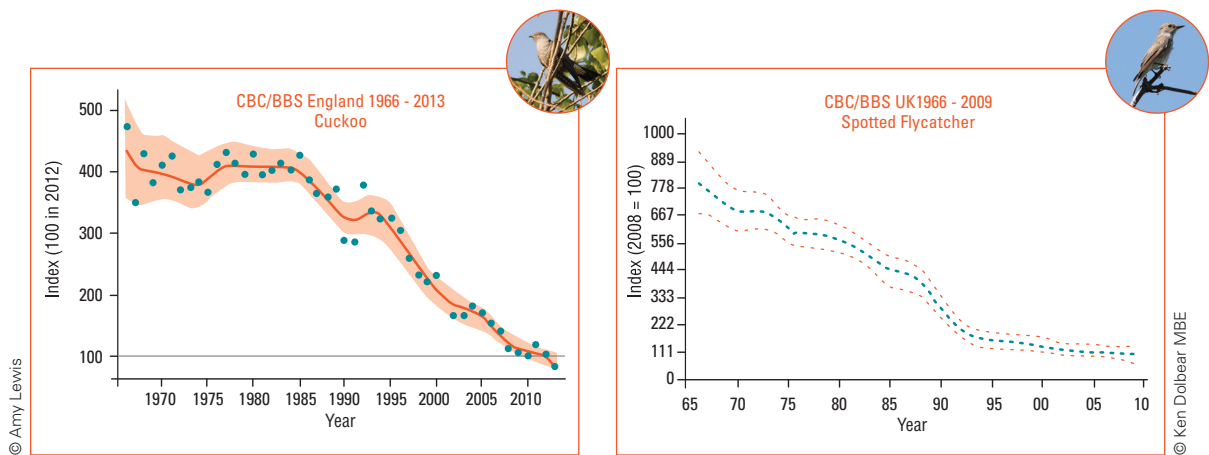 CBC/BBS England 1966 - 2013
Cuckoo
Index (100 in 2012)
500
400
300
200
100
1970 1975 1980 1985 1990 1995 2000 2005 2010
Year
© Amy Lewis
CBC/BBS UK1966 - 2009
Spotted Flycatcher
Index (2008 = 100)
1000
889
778
667
556
444
333
222
111
0
65 70 75 80 85 90 95 00 05 10
Year
© Ken Dolbear MBE